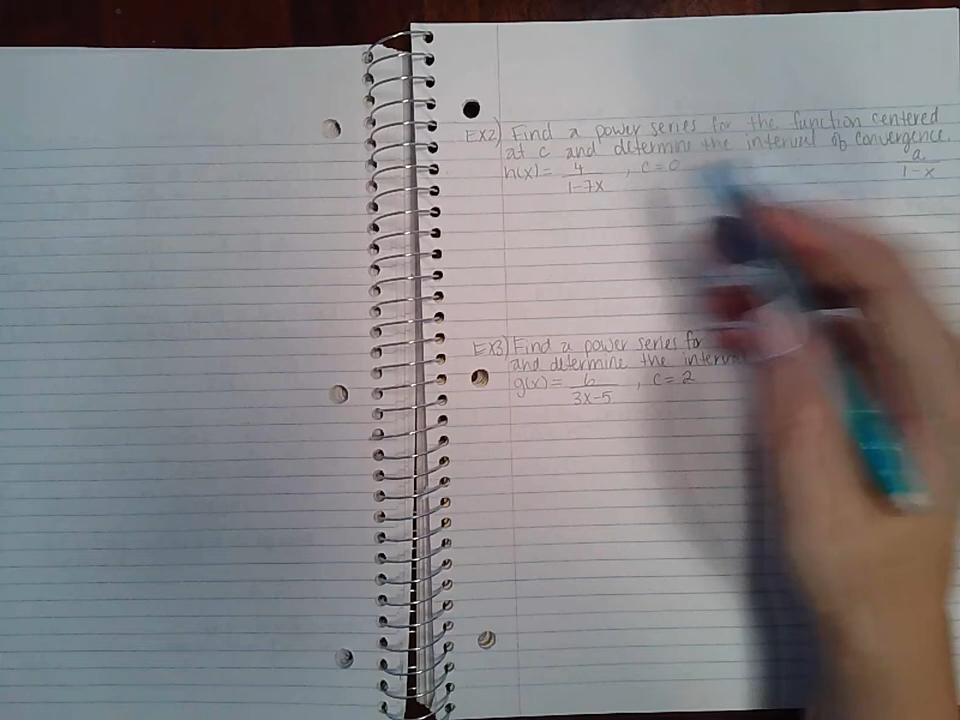 EX2) Find a power series for the function centered
at c and determine the interval of convergence.
h(x) = 4/(1-7x), c=0
a/(1-x)
EX3) Find a power series for
and determine the
g(x) = 6/(3x-5), c=2